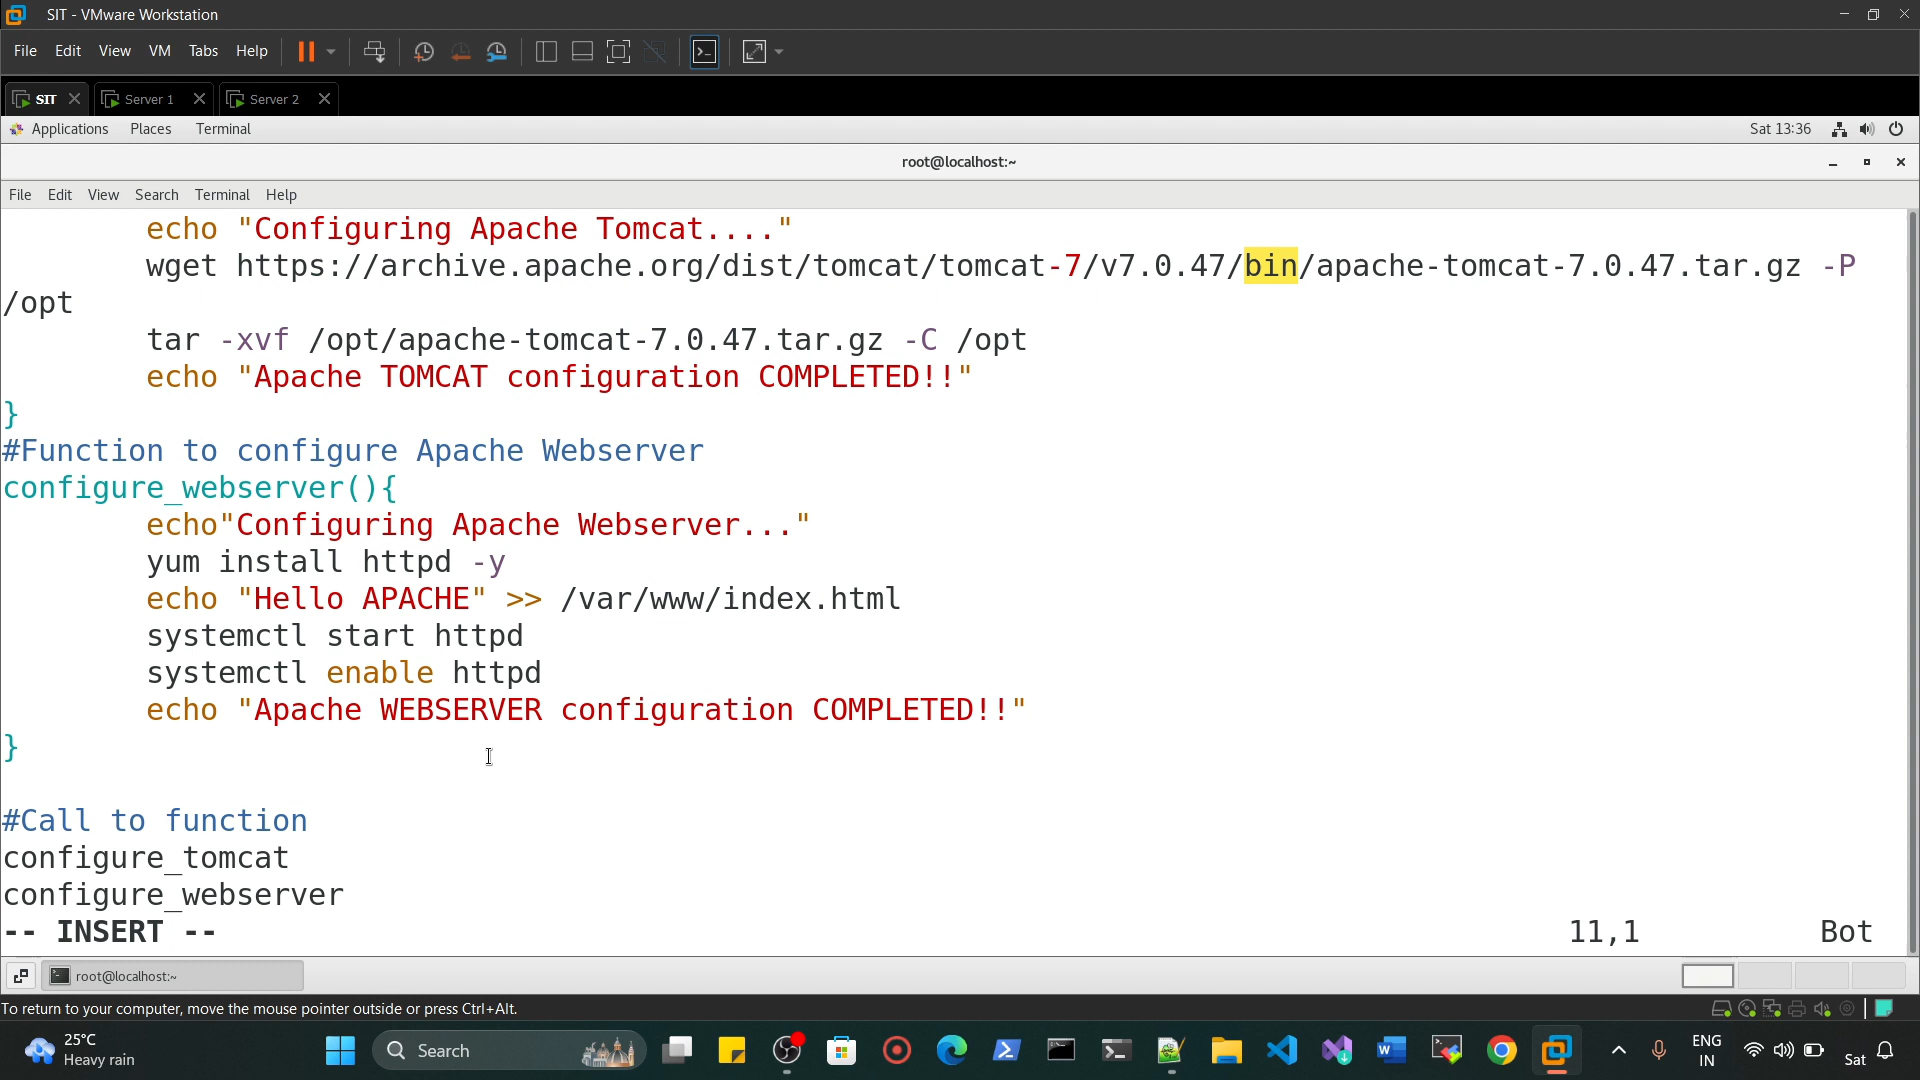 SIT - VMware Workstation
File Edit View VM Tabs Help
SIT Server 1 Server 2
Applications Places Terminal Sat 13:36
root@localhost:~
File Edit View Search Terminal Help
echo "Configuring Apache Tomcat...."
wget https://archive.apache.org/dist/tomcat/tomcat-7/v7.0.47/bin/apache-tomcat-7.0.47.tar.gz -P
/opt
tar -xvf /opt/apache-tomcat-7.0.47.tar.gz -C /opt
echo "Apache TOMCAT configuration COMPLETED!!"
}
#Function to configure Apache Webserver
configure_webserver(){
echo"Configuring Apache Webserver..."
yum install httpd -y
echo "Hello APACHE" >> /var/www/index.html
systemctl start httpd
systemctl enable httpd
echo "Apache WEBSERVER configuration COMPLETED!!"
}
#Call to function
configure_tomcat
configure_webserver
-- INSERT -- 11,1 Bot
root@localhost:~
To return to your computer, move the mouse pointer outside or press Ctrl+Alt.
25°C
Heavy rain
Search
ENG
IN
Sat